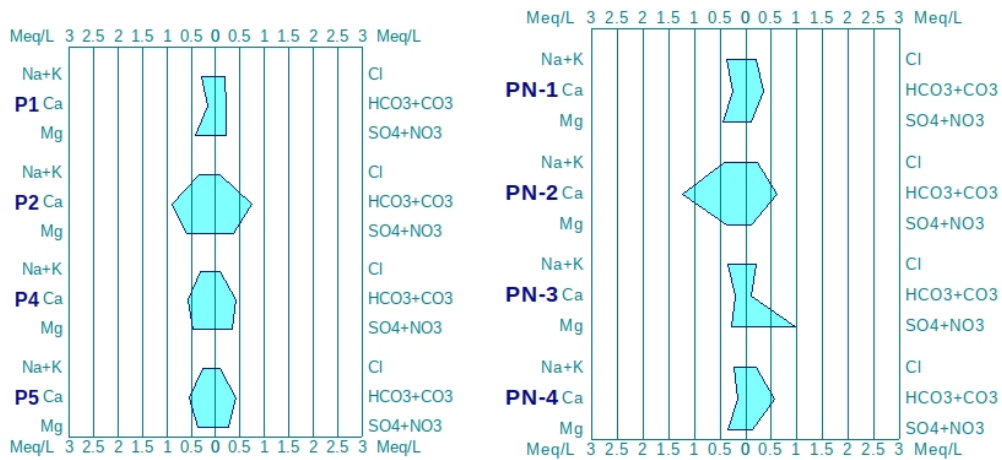 Meq/L 3 2.5 2 1.5 1 0.5 0 0.5 1 1.5 2 2.5 3 Meq/L
Na+K Cl
P1 Ca HCO3+CO3
Mg SO4+NO3
Na+K Cl
P2 Ca HCO3+CO3
Mg SO4+NO3
Na+K Cl
P4 Ca HCO3+CO3
Mg SO4+NO3
Na+K Cl
P5 Ca HCO3+CO3
Mg SO4+NO3
Meq/L 3 2.5 2 1.5 1 0.5 0 0.5 1 1.5 2 2.5 3 Meq/L
Meq/L 3 2.5 2 1.5 1 0.5 0 0.5 1 1.5 2 2.5 3 Meq/L
Na+K Cl
PN-1 Ca HCO3+CO3
Mg SO4+NO3
Na+K Cl
PN-2 Ca HCO3+CO3
Mg SO4+NO3
Na+K Cl
PN-3 Ca HCO3+CO3
Mg SO4+NO3
Na+K Cl
PN-4 Ca HCO3+CO3
Mg SO4+NO3
Meq/L 3 2.5 2 1.5 1 0.5 0 0.5 1 1.5 2 2.5 3 Meq/L